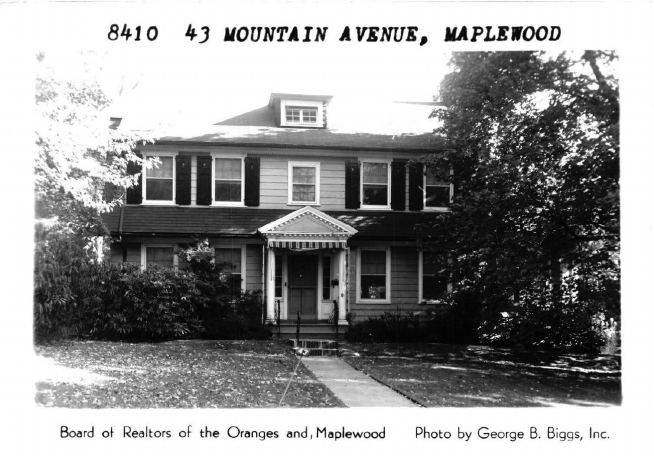 8410 43 MOUNTAIN AVENUE, MAPLEWOOD
Board of Realtors of the Oranges and, Maplewood Photo by George B. Biggs, Inc.